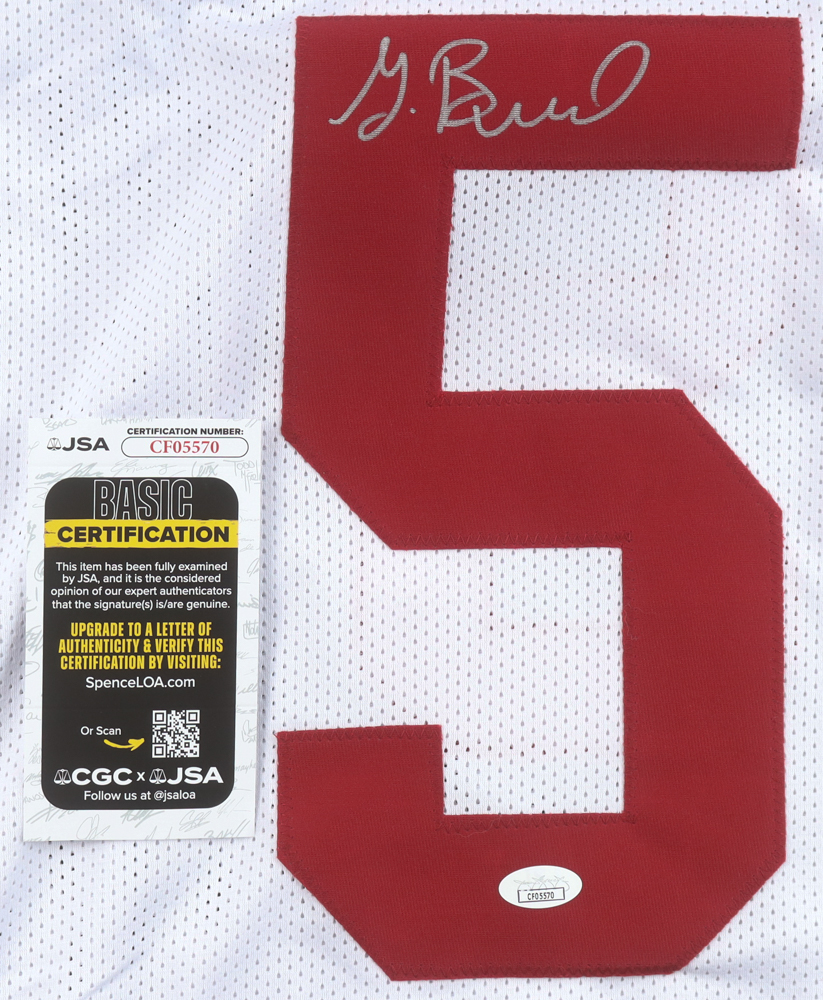 G. B
5
JSA
CERTIFICATION NUMBER:
CF05570
BASIC
CERTIFICATION
This item has been fully examined
by JSA, and it is the considered
opinion of our expert authenticators
that the signature(s) is/are genuine.
UPGRADE TO A LETTER OF
AUTHENTICITY & VERIFY THIS
CERTIFICATION BY VISITING:
SpenceLOA.com
Or Scan
CGC x JSA
Follow us at @jsaloa
CF05570